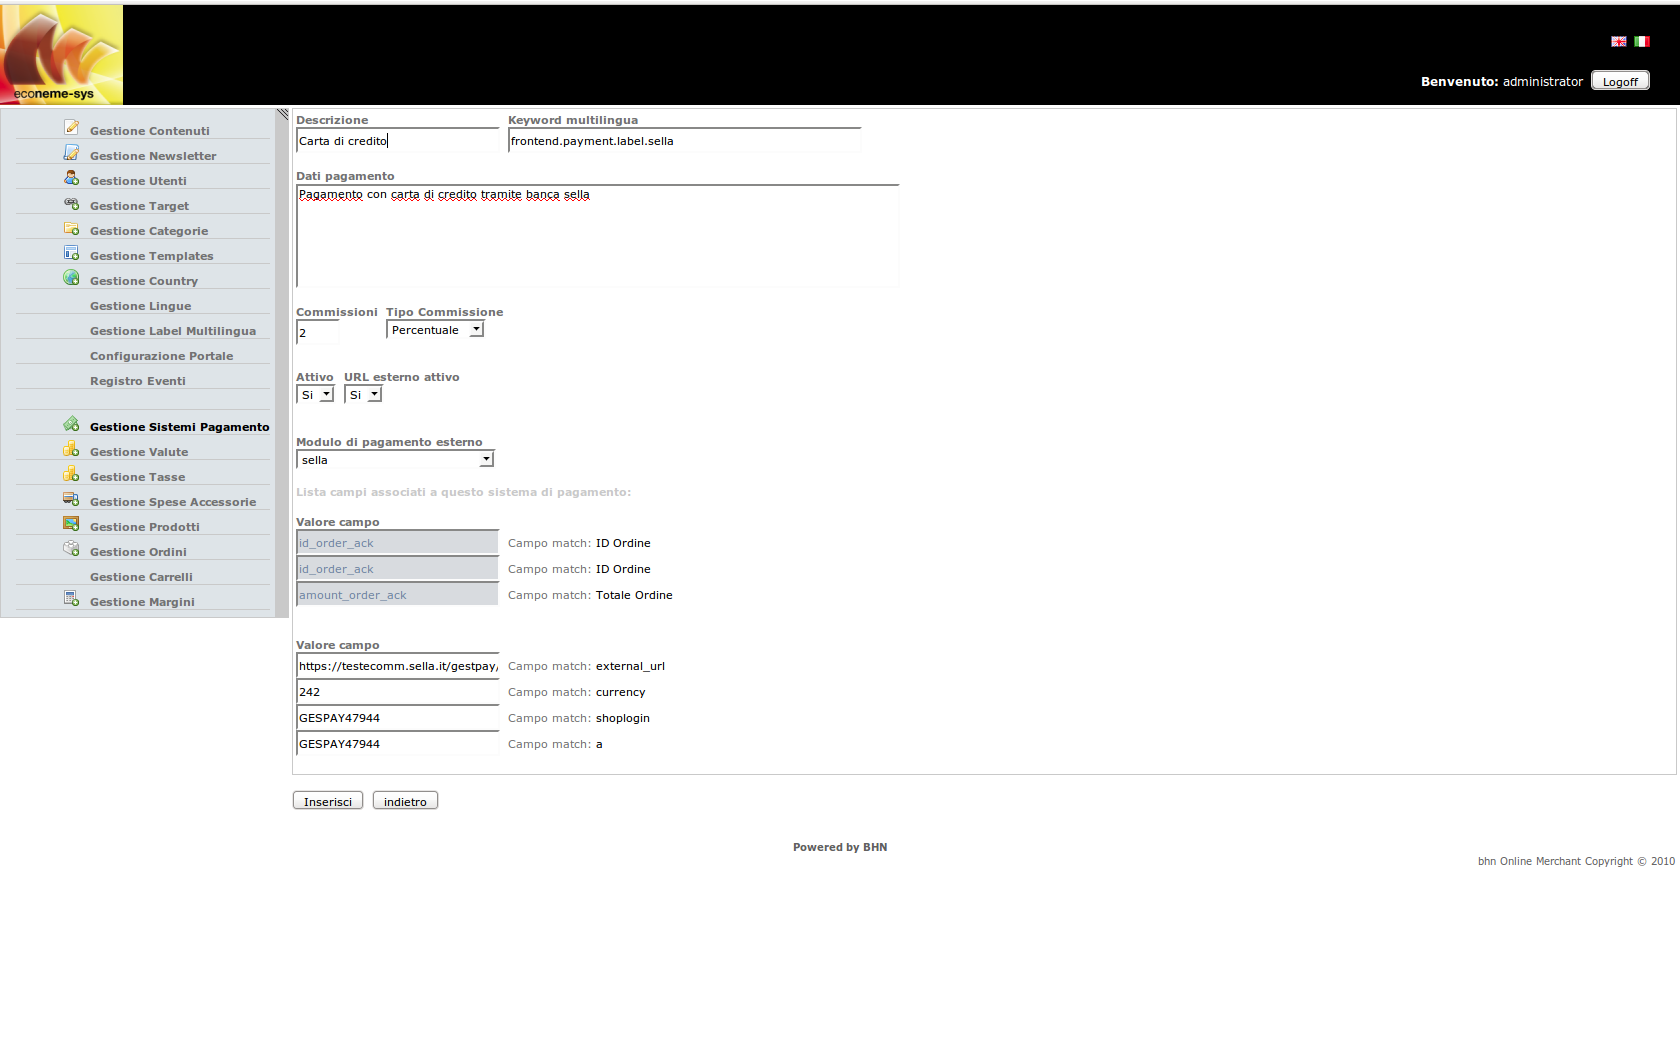 econeme-sys
Benvenuto: administrator Logoff
Gestione Contenuti
Gestione Newsletter
Gestione Utenti
Gestione Target
Gestione Categorie
Gestione Templates
Gestione Country
Gestione Lingue
Gestione Label Multilingua
Configurazione Portale
Registro Eventi
Gestione Sistemi Pagamento
Gestione Valute
Gestione Tasse
Gestione Spese Accessorie
Gestione Prodotti
Gestione Ordini
Gestione Carrelli
Gestione Margini
Descrizione Keyword multilingua
Carta di credito frontend.payment.label.sella
Dati pagamento
Pagamento con carta di credito tramite banca sella
Commissioni Tipo Commissione
2 Percentuale
Attivo URL esterno attivo
Si Si
Modulo di pagamento esterno
sella
Lista campi associati a questo sistema di pagamento:
Valore campo
id_order_ack Campo match: ID Ordine
id_order_ack Campo match: ID Ordine
amount_order_ack Campo match: Totale Ordine
Valore campo
https://testecomm.sella.it/gestpay, Campo match: external_url
242 Campo match: currency
GESPAY47944 Campo match: shoplogin
GESPAY47944 Campo match: a
Inserisci indietro
Powered by BHN
bhn Online Merchant Copyright © 2010